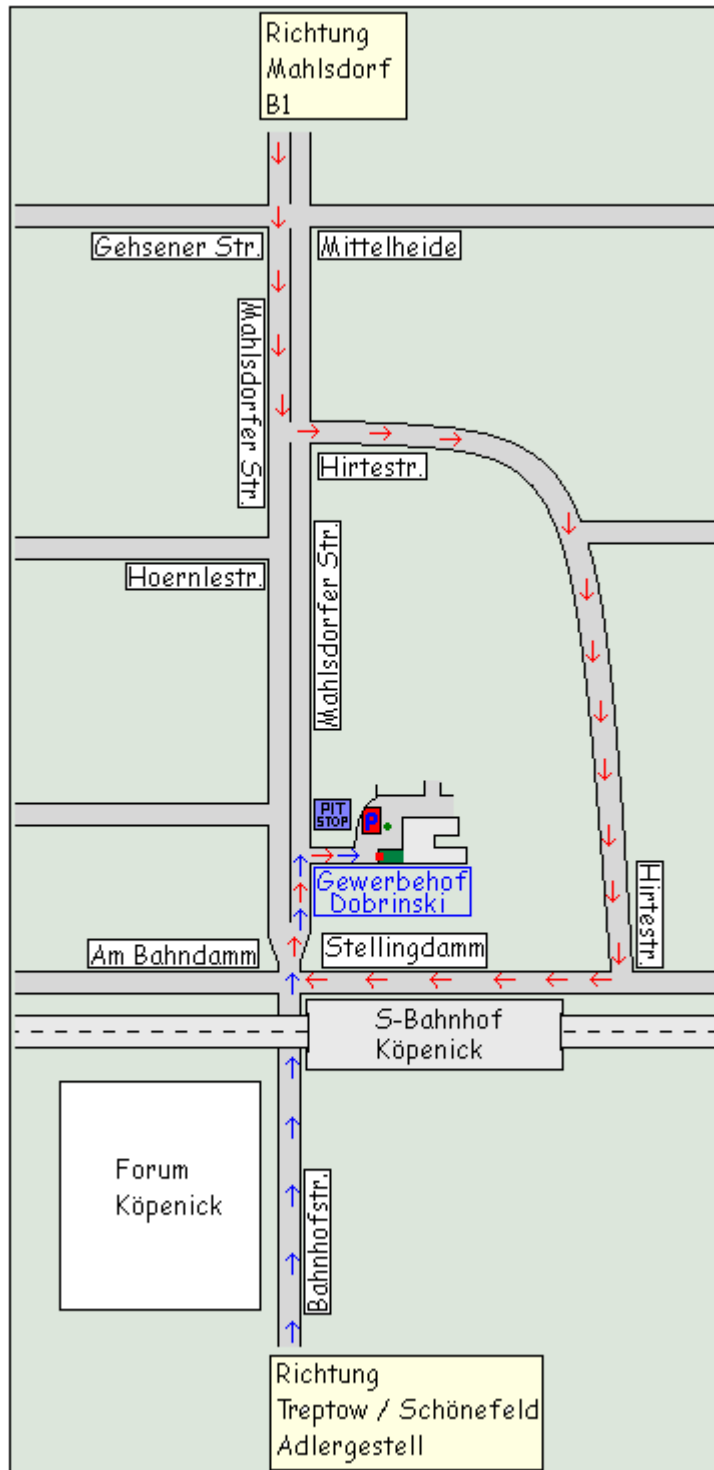 Richtung
Mahlsdorf
B1
Gehsener Str.
Mittelheide
Mahlsdorfer Str.
Hirtestr.
Hoernlestr.
Mahlsdorfer Str.
PIT
STOP
P
Gewerbehof
Dobrinski
Hirtestr.
Am Bahndamm
Stellingdamm
S-Bahnhof
Köpenick
Forum
Köpenick
Bahnhofstr.
Richtung
Treptow / Schönefeld
Adlergestell